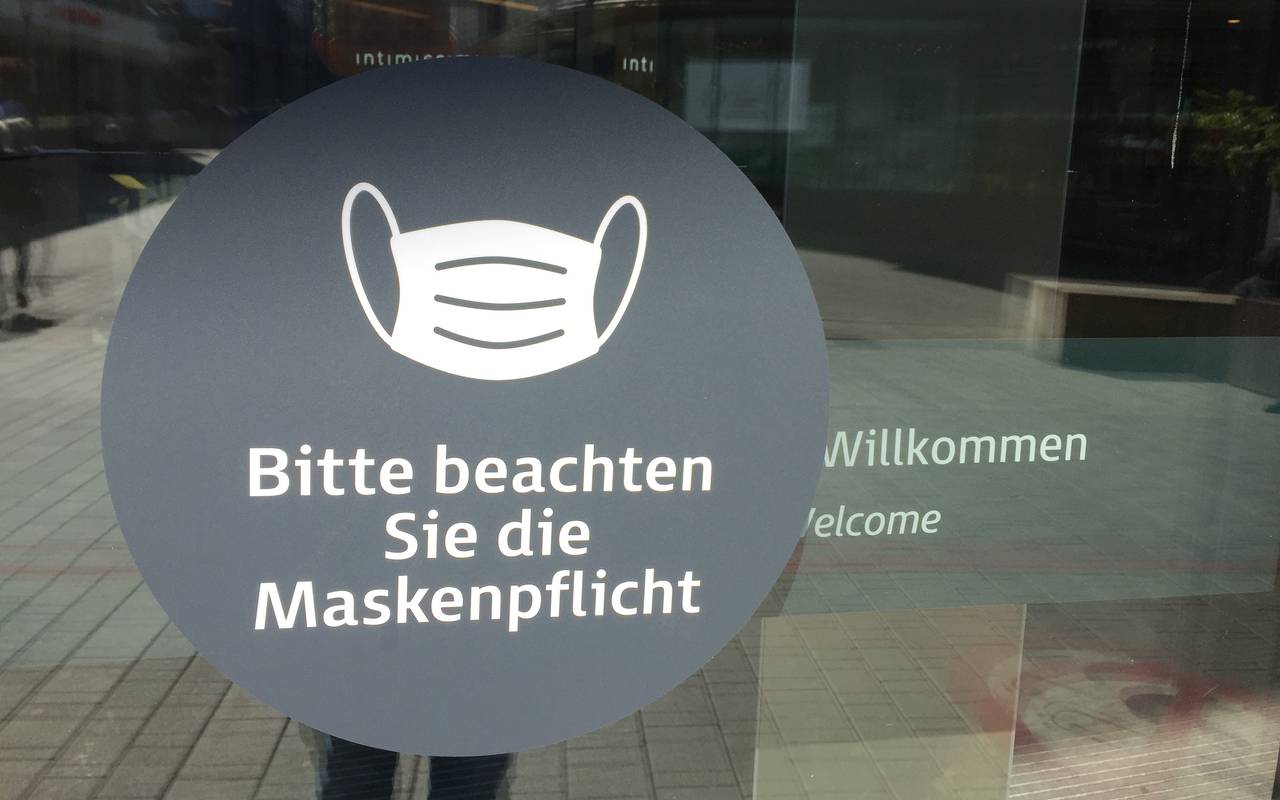 Bitte beachten
Sie die
Maskenpflicht
Willkommen